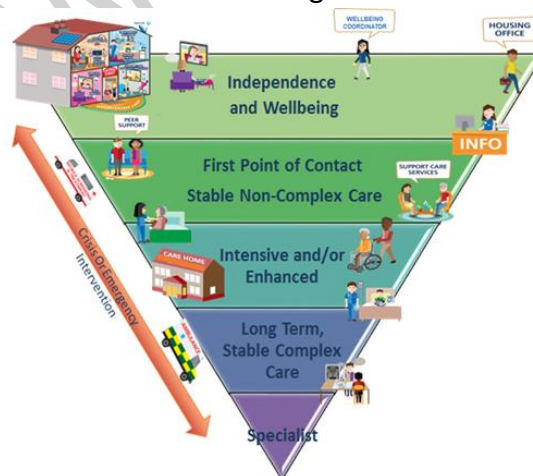 WELLBEING
COORDINATOR
HOUSING
OFFICE
Independence
and Wellbeing
PEER
SUPPORT
INFO
First Point of Contact
Stable Non-Complex Care
SUPPORT CARE
SERVICES
CARE HOME
Intensive and/or
Enhanced
Crisis Or Emergency
Intervention
AMBULANCE
Long Term,
Stable Complex
Care
Specialist